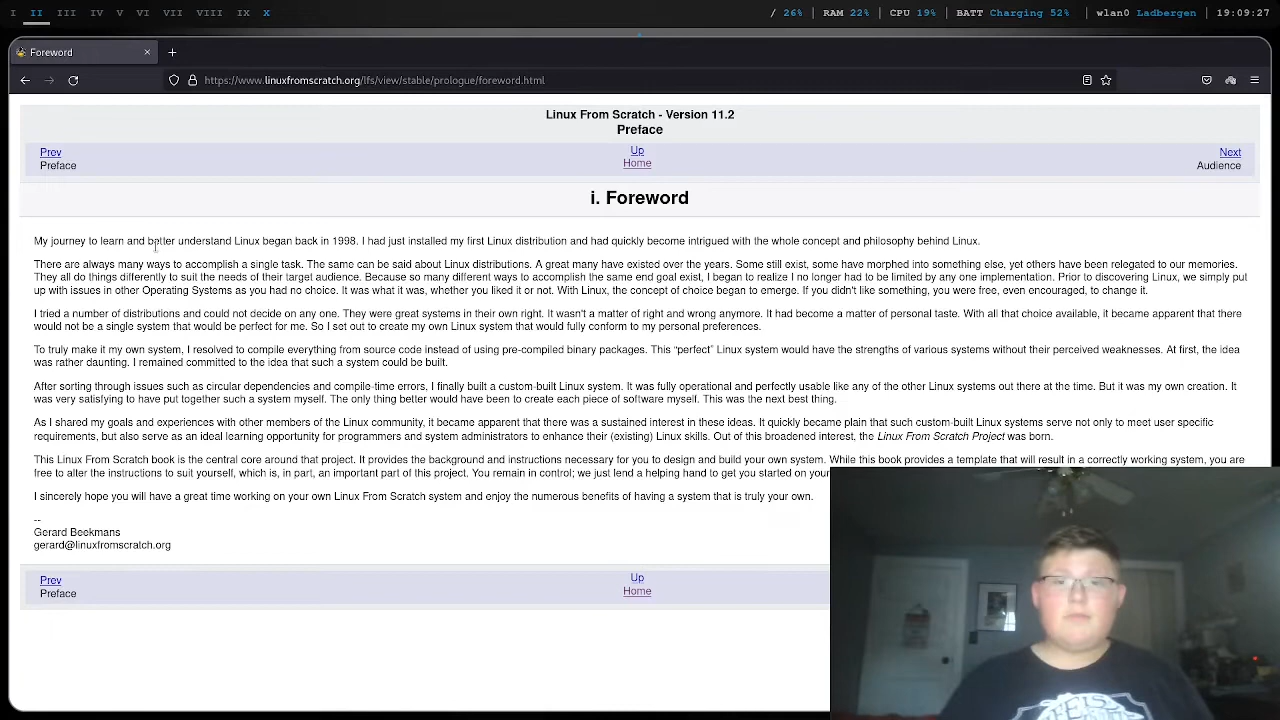 I II III IV V VI VII VIII IX X / 26% RAM 22% CPU 19% BATT Charging 52% wlan0 Ladbergen 19:09:27
Foreword
https://www.linuxfromscratch.org/lfs/view/stable/prologue/foreword.html
Linux From Scratch - Version 11.2
Preface
Prev Up Next
Preface Home Audience
i. Foreword
My journey to learn and better understand Linux began back in 1998. I had just installed my first Linux distribution and had quickly become intrigued with the whole concept and philosophy behind Linux.
There are always many ways to accomplish a single task. The same can be said about Linux distributions. A great many have existed over the years. Some still exist, some have morphed into something else, yet others have been relegated to our memories.
They all do things differently to suit the needs of their target audience. Because so many different ways to accomplish the same end goal exist, I began to realize I no longer had to be limited by any one implementation. Prior to discovering Linux, we simply put
up with issues in other Operating Systems as you had no choice. It was what it was, whether you liked it or not. With Linux, the concept of choice began to emerge. If you didn't like something, you were free, even encouraged, to change it.
I tried a number of distributions and could not decide on any one. They were great systems in their own right. It wasn't a matter of right and wrong anymore. It had become a matter of personal taste. With all that choice available, it became apparent that there
would not be a single system that would be perfect for me. So I set out to create my own Linux system that would fully conform to my personal preferences.
To truly make it my own system, I resolved to compile everything from source code instead of using pre-compiled binary packages. This “perfect” Linux system would have the strengths of various systems without their perceived weaknesses. At first, the idea
was rather daunting. I remained committed to the idea that such a system could be built.
After sorting through issues such as circular dependencies and compile-time errors, I finally built a custom-built Linux system. It was fully operational and perfectly usable like any of the other Linux systems out there at the time. But it was my own creation. It
was very satisfying to have put together such a system myself. The only thing better would have been to create each piece of software myself. This was the next best thing.
As I shared my goals and experiences with other members of the Linux community, it became apparent that there was a sustained interest in these ideas. It quickly became plain that such custom-built Linux systems serve not only to meet user specific
requirements, but also serve as an ideal learning opportunity for programmers and system administrators to enhance their (existing) Linux skills. Out of this broadened interest, the Linux From Scratch Project was born.
This Linux From Scratch book is the central core around that project. It provides the background and instructions necessary for you to design and build your own system. While this book provides a template that will result in a correctly working system, you are
free to alter the instructions to suit yourself, which is, in part, an important part of this project. You remain in control; we just lend a helping hand to get you started on your
I sincerely hope you will have a great time working on your own Linux From Scratch system and enjoy the numerous benefits of having a system that is truly your own.
--
Gerard Beekmans
gerard@linuxfromscratch.org
Prev Up
Preface Home